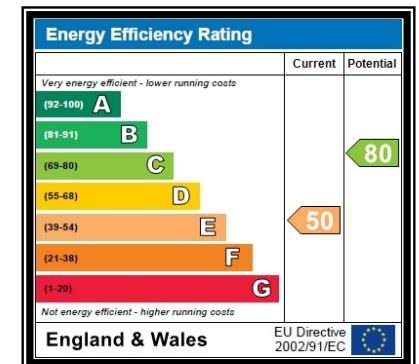 Energy Efficiency Rating
Current Potential
Very energy efficient - lower running costs
(92-100) A
(81-91) B
(69-80) C
80
(55-68) D
(39-54) E
50
(21-38) F
(1-20) G
Not energy efficient - higher running costs
England & Wales
EU Directive
2002/91/EC